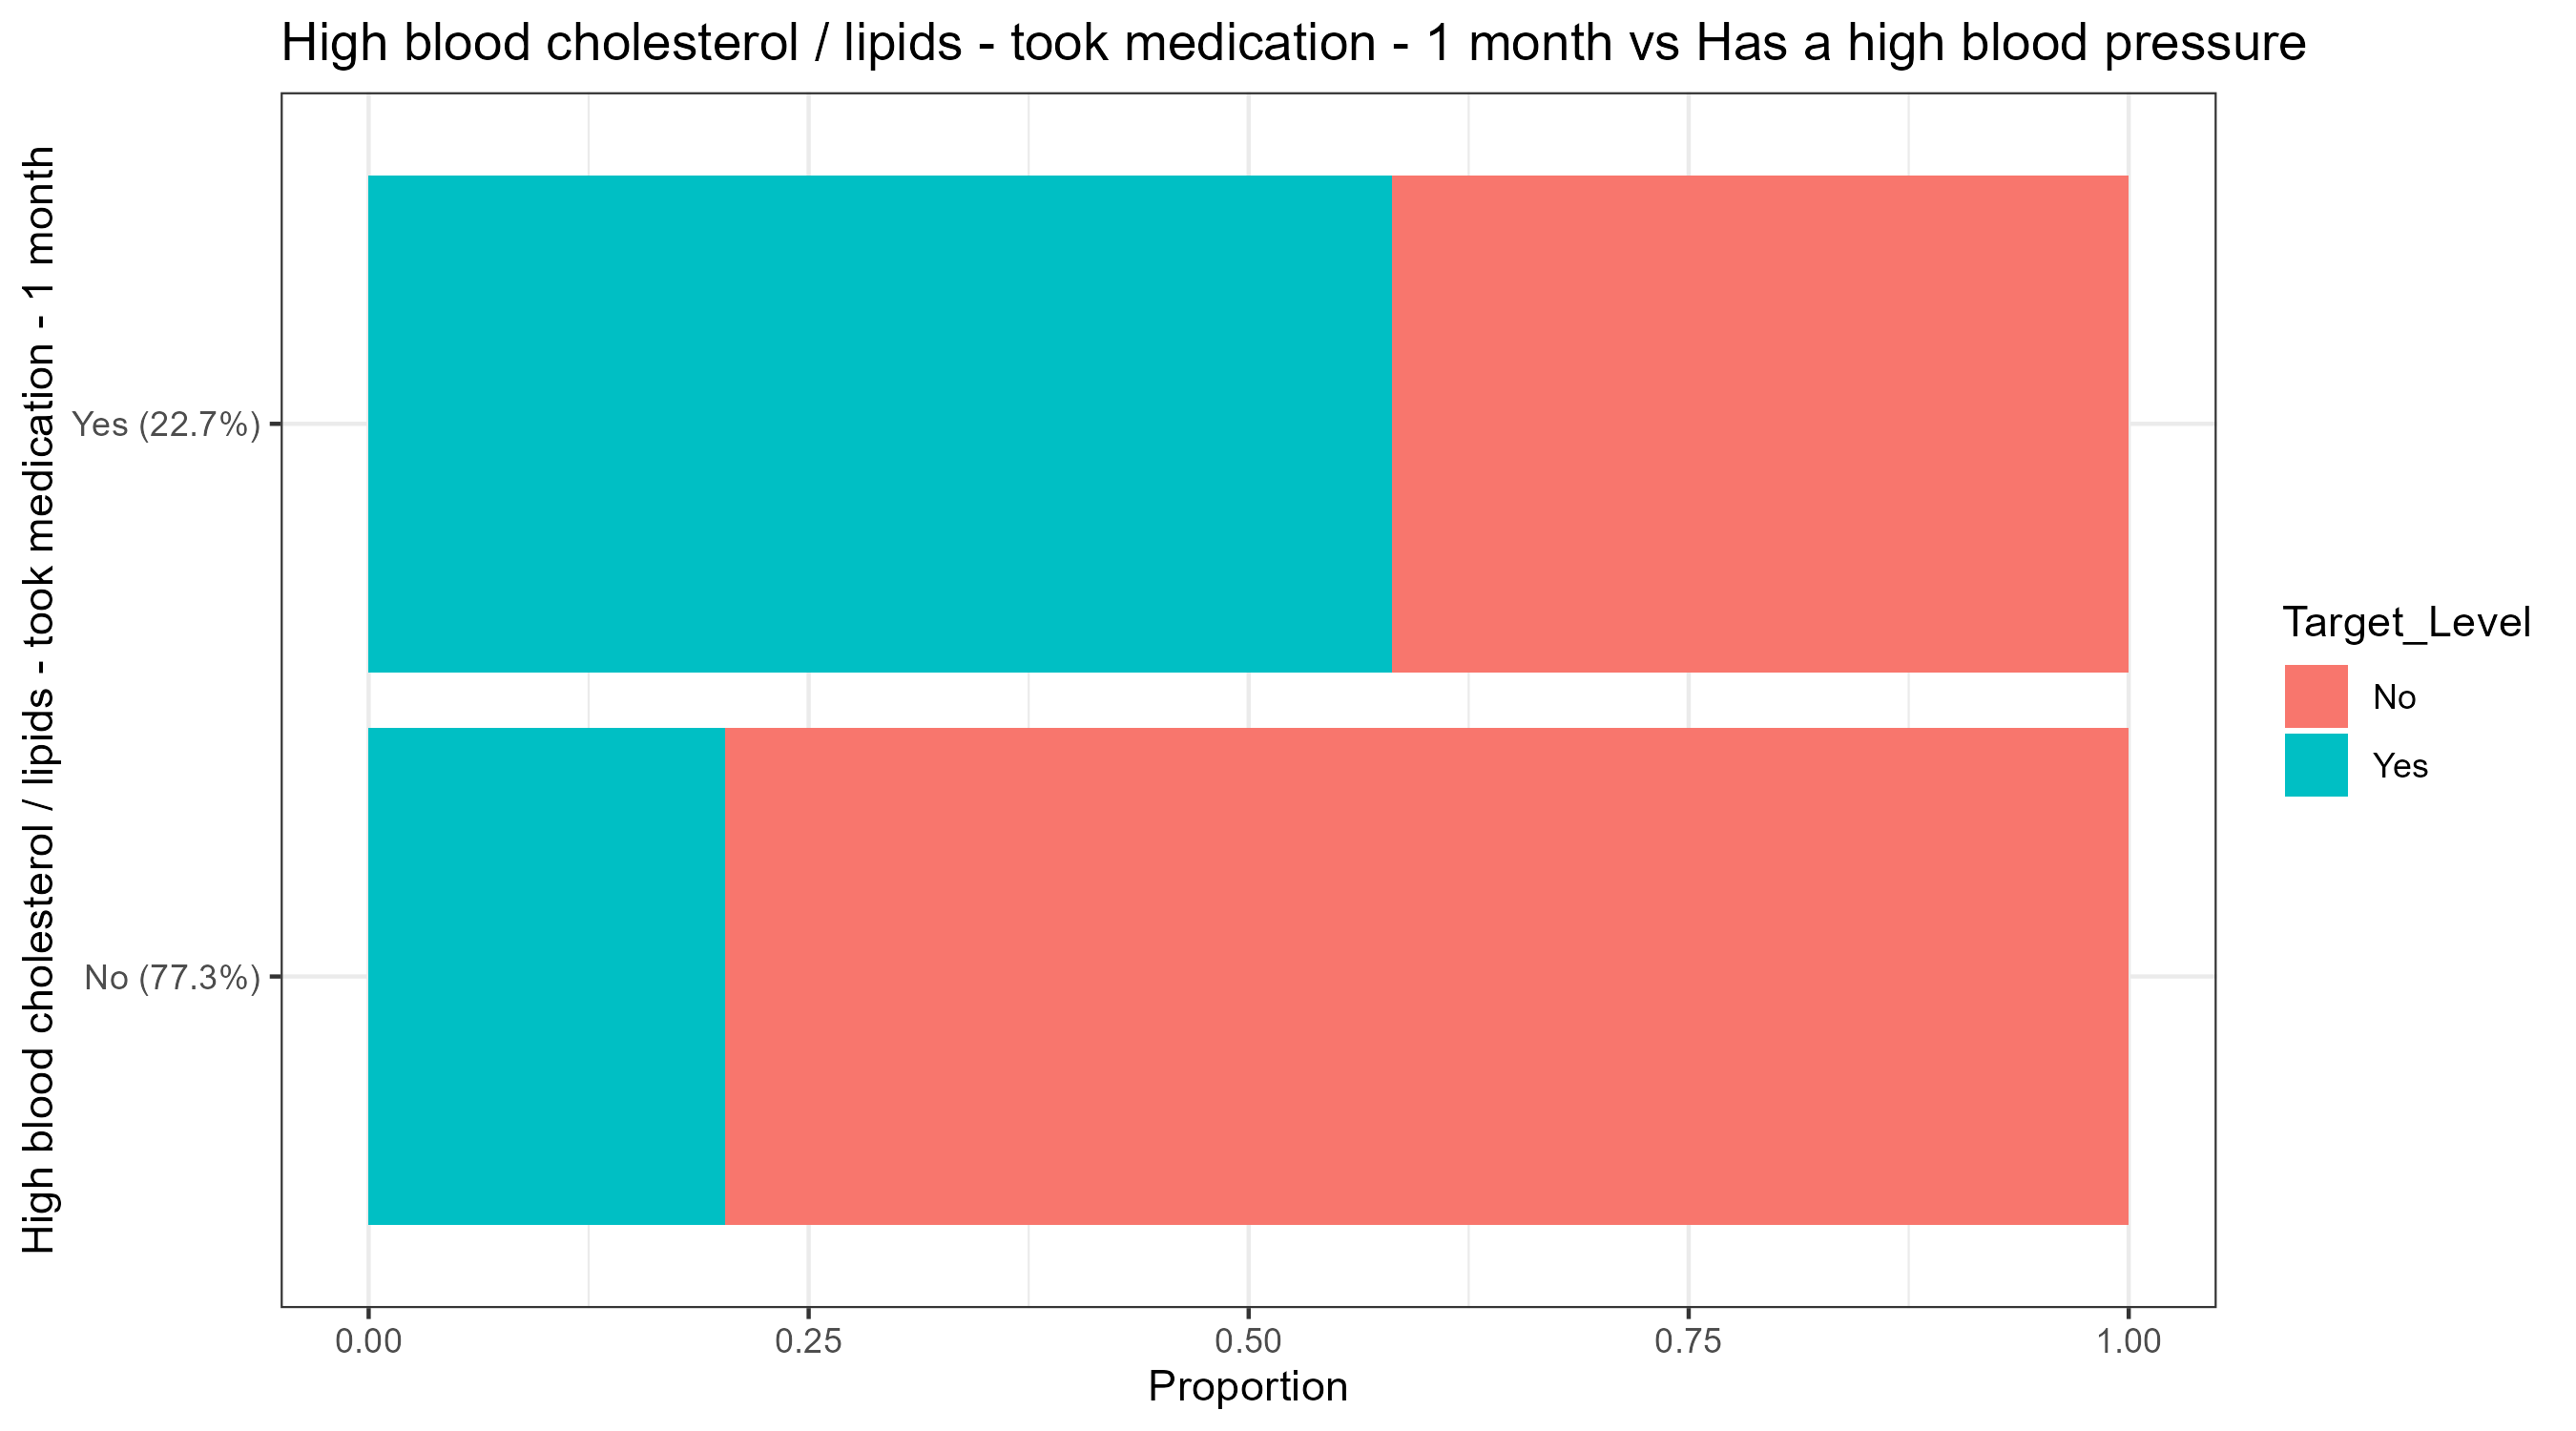 High blood cholesterol / lipids - took medication - 1 month vs Has a high blood pressure
High blood cholesterol / lipids - took medication - 1 month
Yes (22.7%)
No (77.3%)
0.00
0.25
0.50
0.75
1.00
Proportion
Target_Level
No
Yes